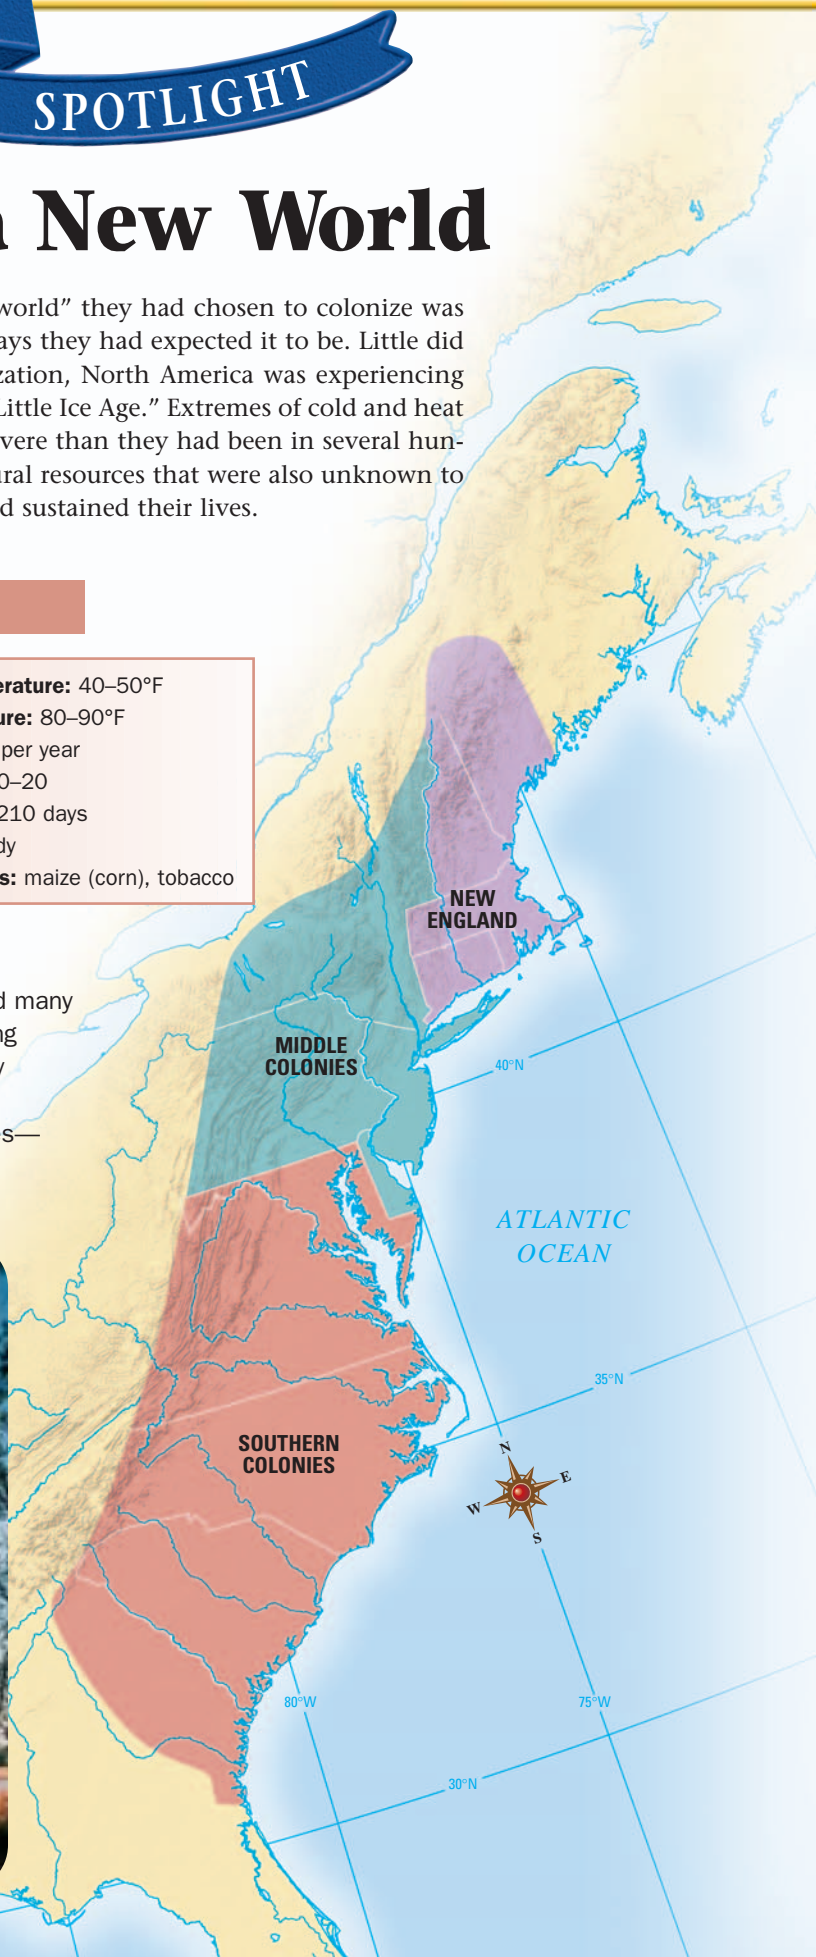 SPOTLIGHT
New World
world” they had chosen to colonize was
ays they had expected it to be. Little did
zation, North America was experiencing
Little Ice Age.” Extremes of cold and heat
vere than they had been in several hun-
ural resources that were also unknown to
d sustained their lives.
erature: 40–50°F
ure: 80–90°F
per year
0–20
210 days
dy
s: maize (corn), tobacco
d many
ng
y
es—
NEW
ENGLAND
MIDDLE
COLONIES
40°N
ATLANTIC
OCEAN
35°N
SOUTHERN
COLONIES
N
E
W
S
80°W
75°W
30°N